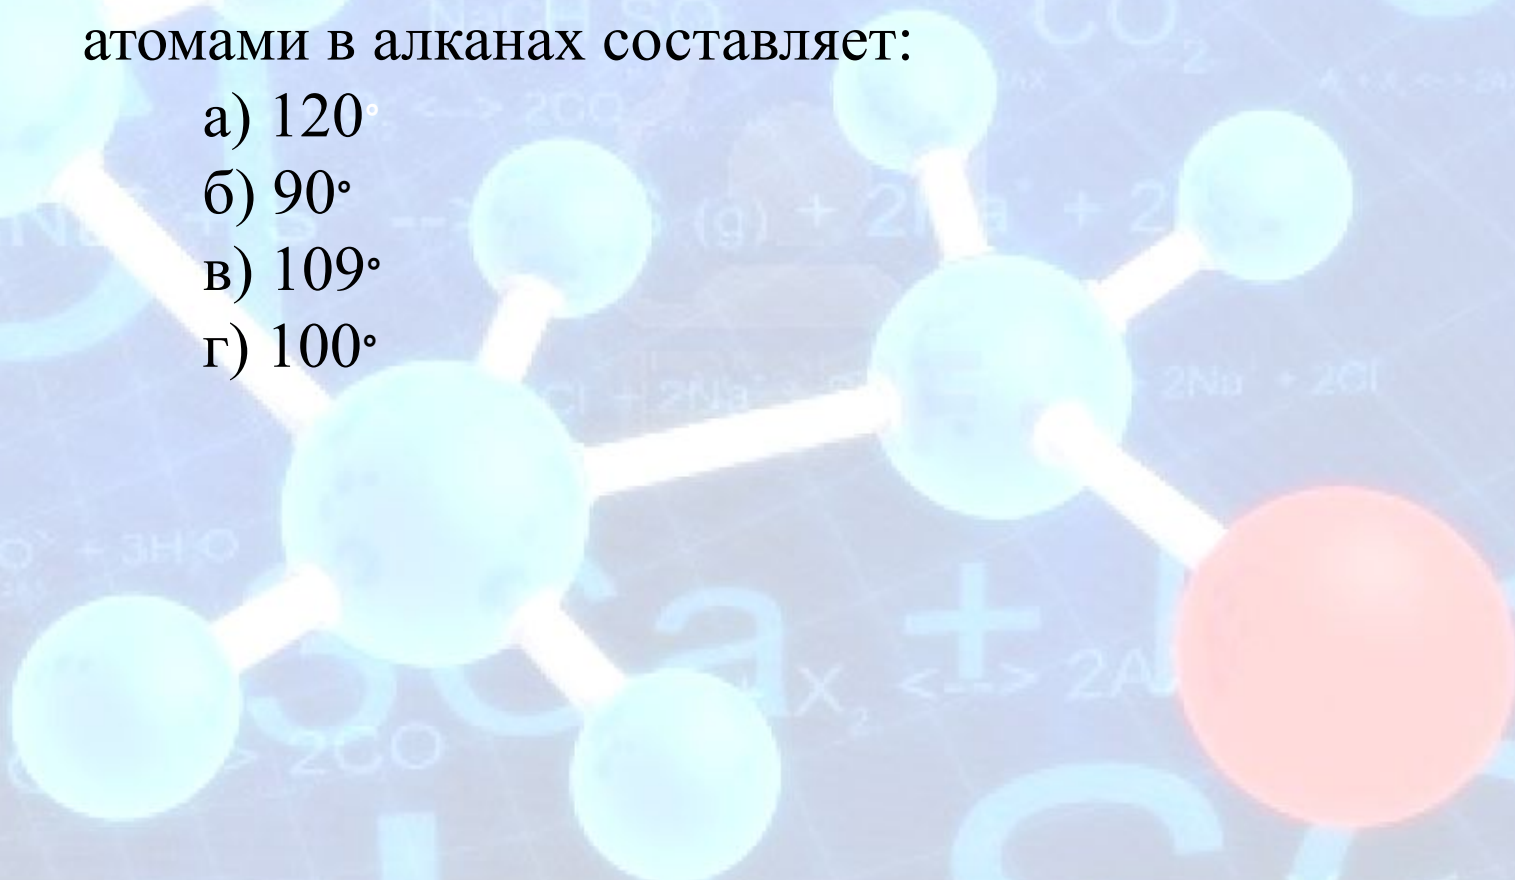 атомами в алканах составляет:
а) 120°
б) 90°
в) 109°
г) 100°